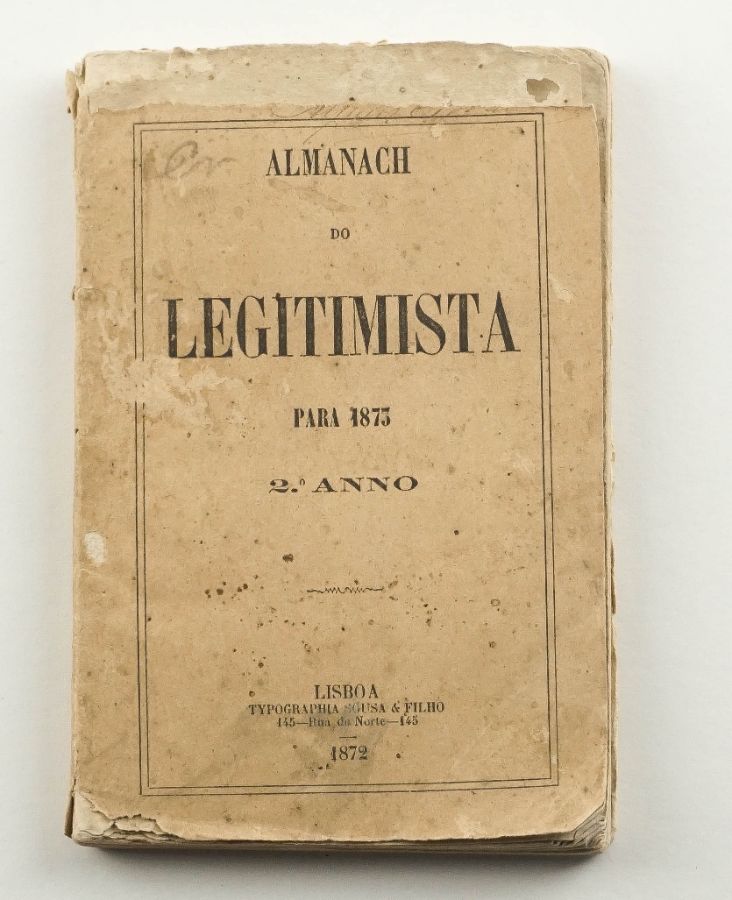 ALMANACH
DO
LEGITIMISTA
PARA 1873
2.º ANNO
LISBOA
TYPOGRAPHIA SOUSA & FILHO
145—Rua do Norte—145
1872